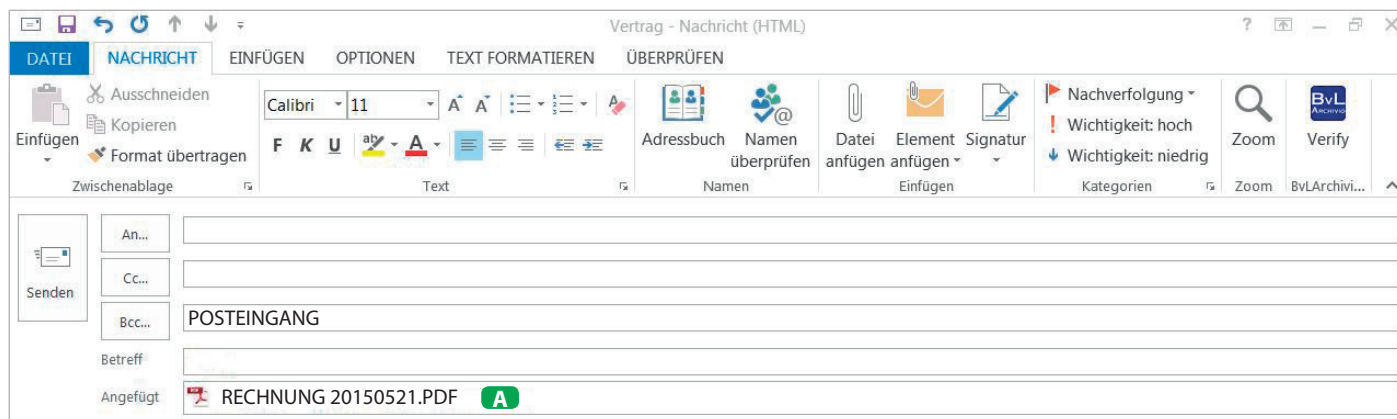 Vertrag - Nachricht (HTML)
?
DATEI NACHRICHT EINFÜGEN OPTIONEN TEXT FORMATIEREN ÜBERPRÜFEN
Einfügen
Ausschneiden
Kopieren
Format übertragen
Zwischenablage
Calibri 11 A A
F K U aby A
Text
Adressbuch
Namen überprüfen
Namen
Datei anfügen
Element anfügen
Signatur
Einfügen
Nachverfolgung
! Wichtigkeit: hoch
Wichtigkeit: niedrig
Kategorien
Zoom
Zoom
BvL
ARCHIVIO
Verify
BvLArchivi...
Senden
An...
Cc...
Bcc... POSTEINGANG
Betreff
Angefügt RECHNUNG 20150521.PDF A